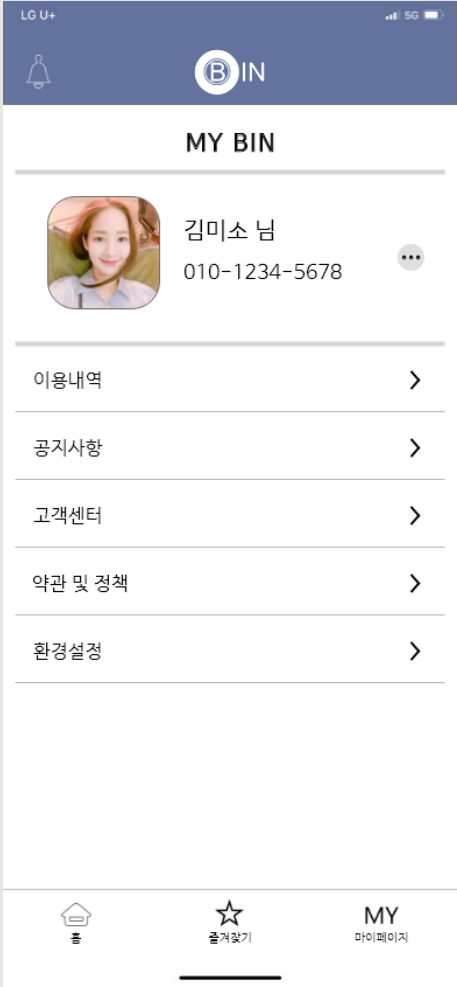 LG U+
5G
BIN
MY BIN
김미소 님
010-1234-5678
이용내역
공지사항
고객센터
약관 및 정책
환경설정
홈
즐겨찾기
MY
마이페이지